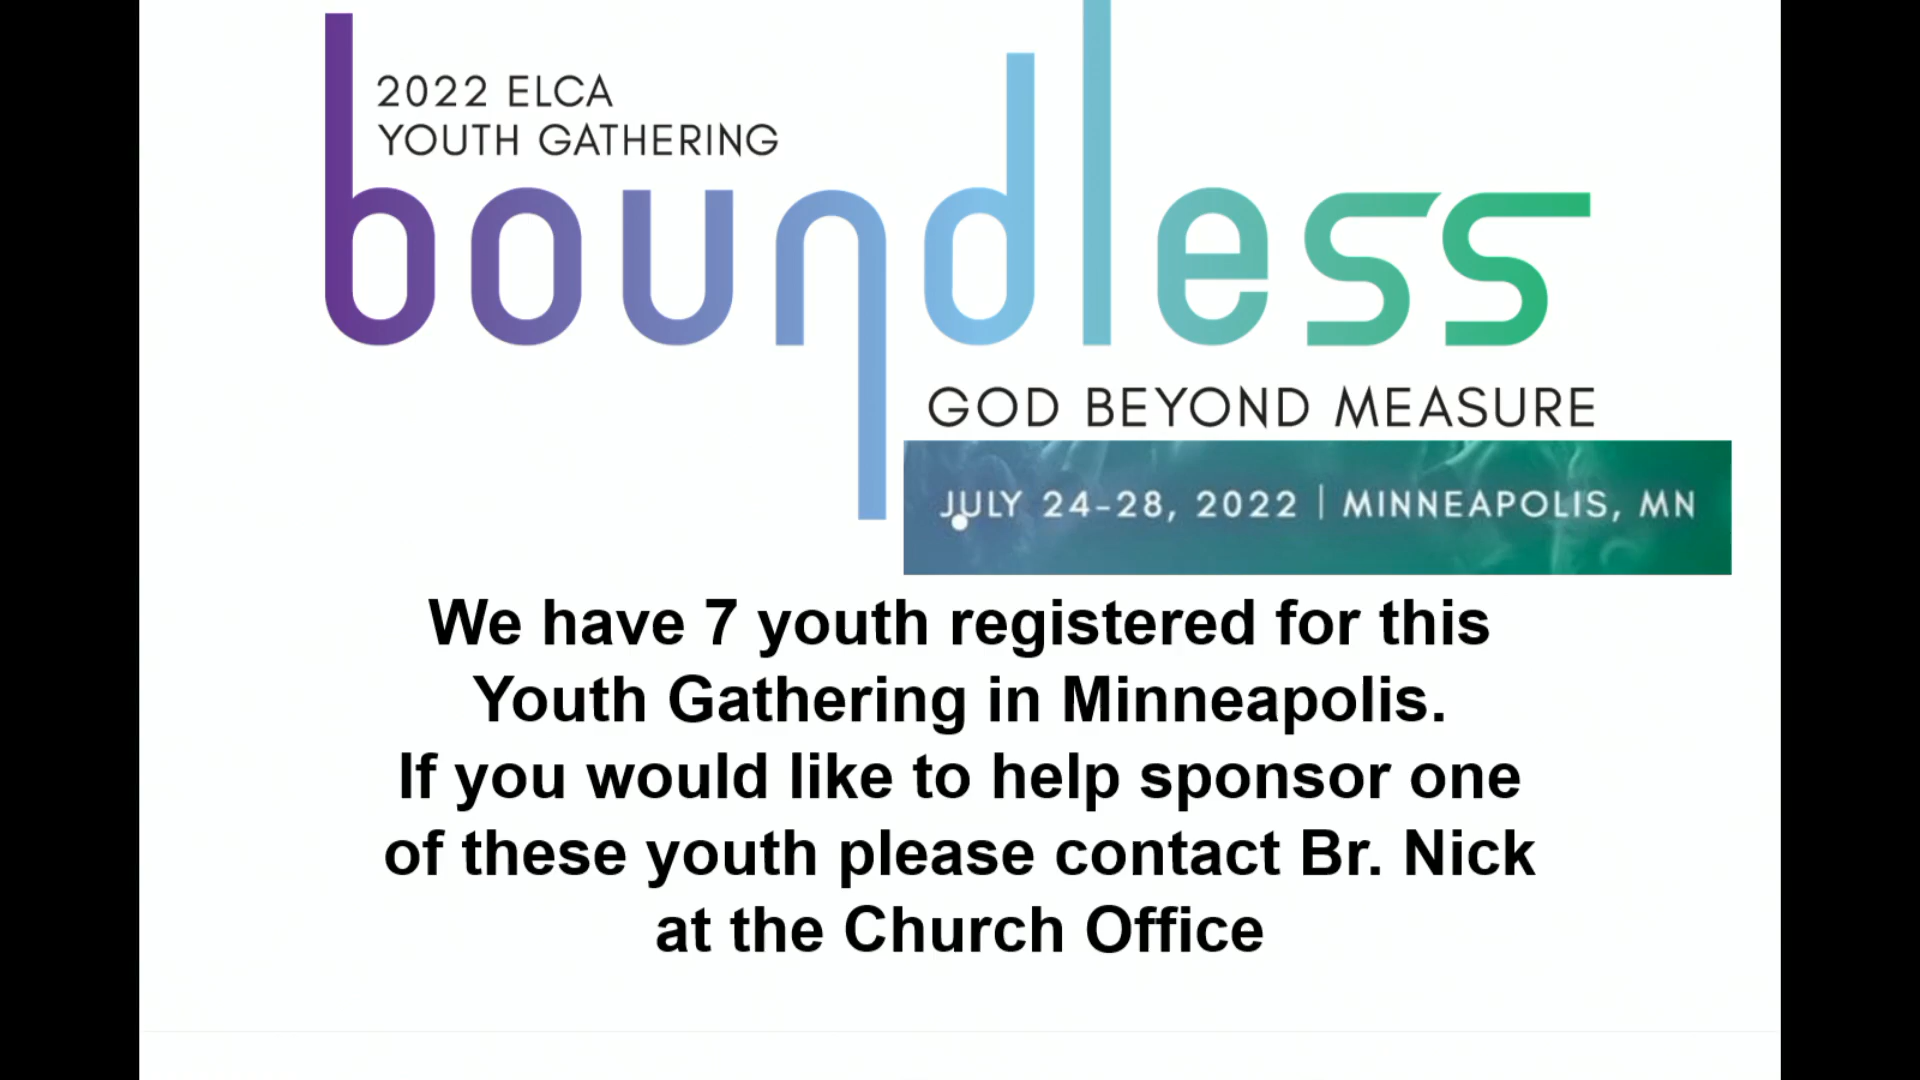 2022 ELCA
YOUTH GATHERING
boundless
GOD BEYOND MEASURE
JULY 24-28, 2022 | MINNEAPOLIS, MN
We have 7 youth registered for this
Youth Gathering in Minneapolis.
If you would like to help sponsor one
of these youth please contact Br. Nick
at the Church Office